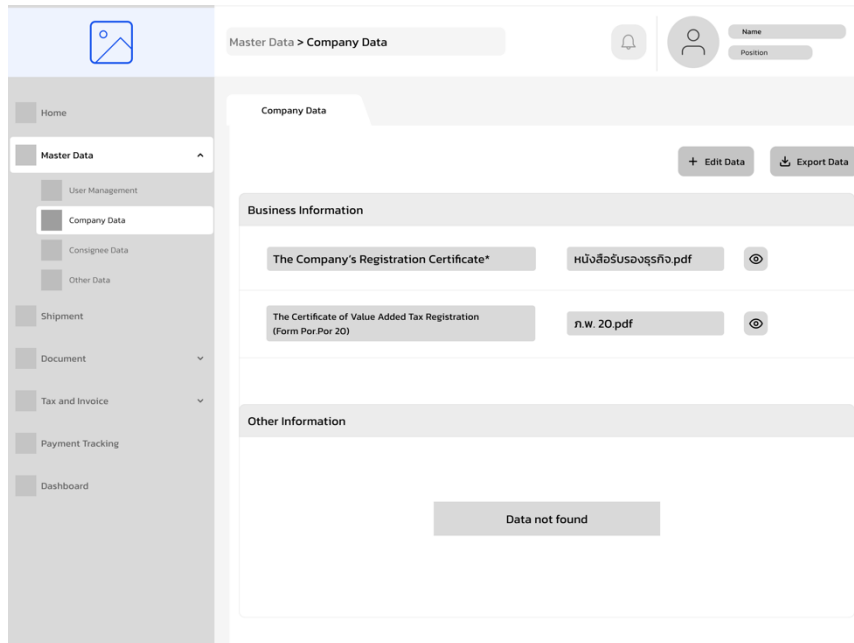 Master Data > Company Data
Name
Position
Home
Master Data
User Management
Company Data
Consignee Data
Other Data
Shipment
Document
Tax and Invoice
Payment Tracking
Dashboard
Company Data
+ Edit Data
Export Data
Business Information
The Company's Registration Certificate*
หนังสือรับรองธุรกิจ.pdf
The Certificate of Value Added Tax Registration
(Form Por.Por 20)
ภ.พ. 20.pdf
Other Information
Data not found